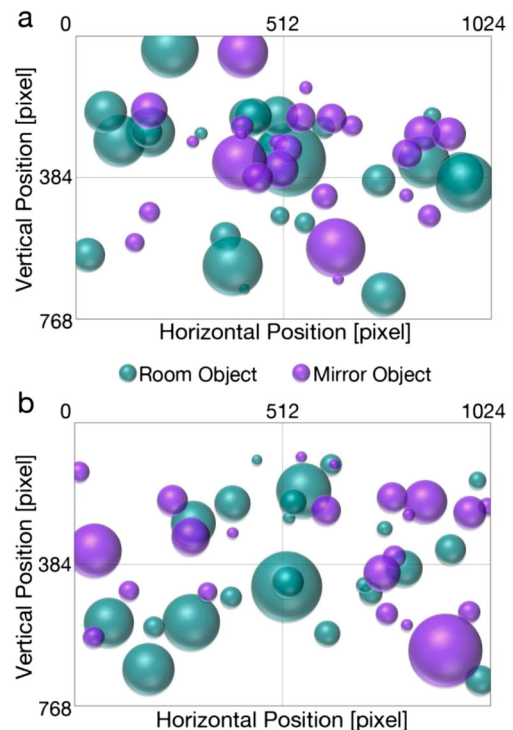 a
0 512 1024
Vertical Position [pixel]
384
768
Horizontal Position [pixel]
Room Object Mirror Object
b
0 512 1024
Vertical Position [pixel]
384
768
Horizontal Position [pixel]